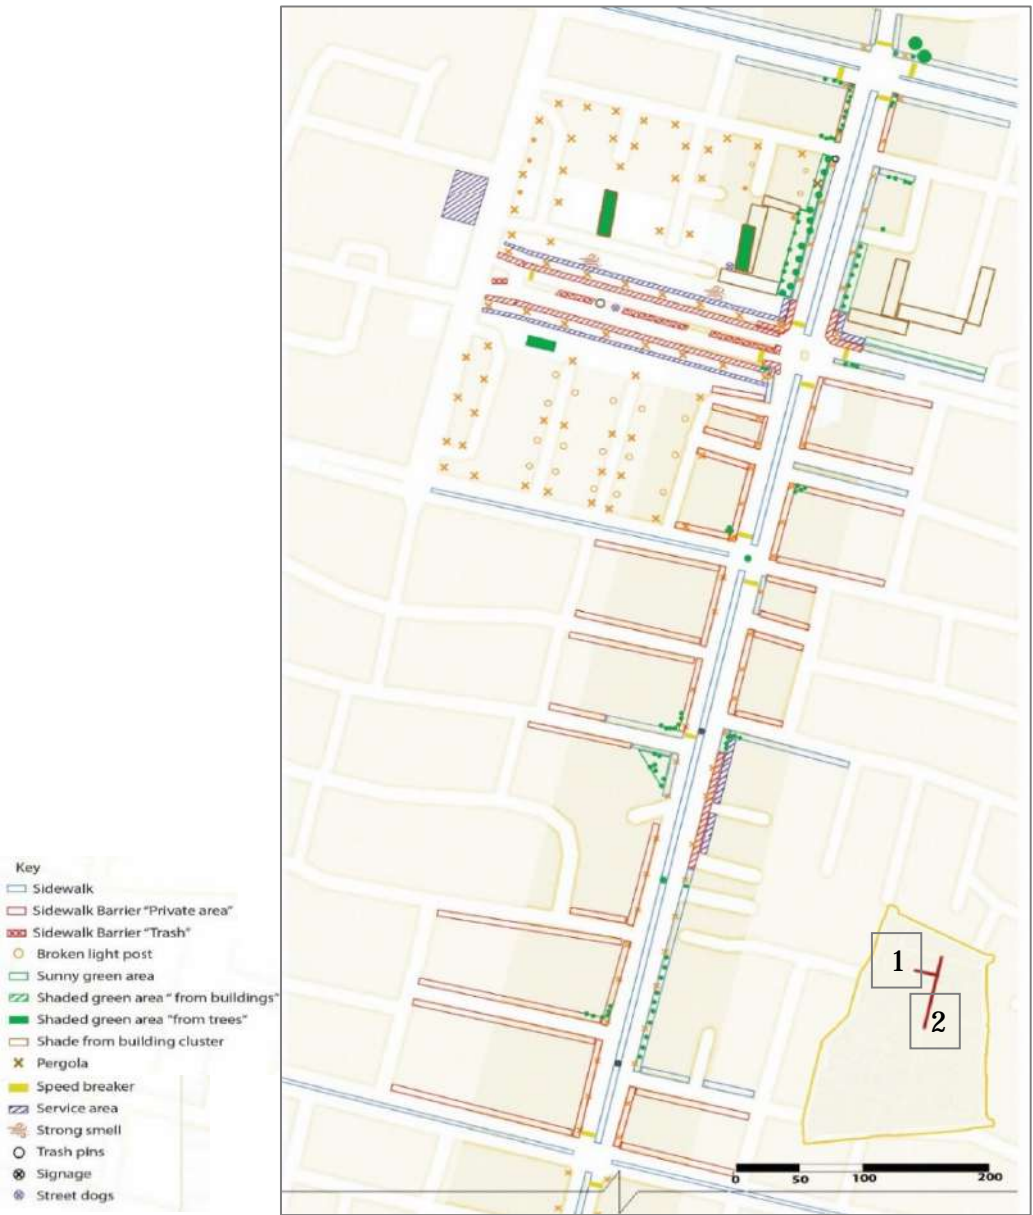 Key
Sidewalk
Sidewalk Barrier "Private area"
Sidewalk Barrier "Trash"
Broken light post
Sunny green area
Shaded green area " from buildings"
Shaded green area "from trees"
Shade from building cluster
Pergola
Speed breaker
Service area
Strong smell
Trash pins
Signage
Street dogs
1
2
0 50 100 200